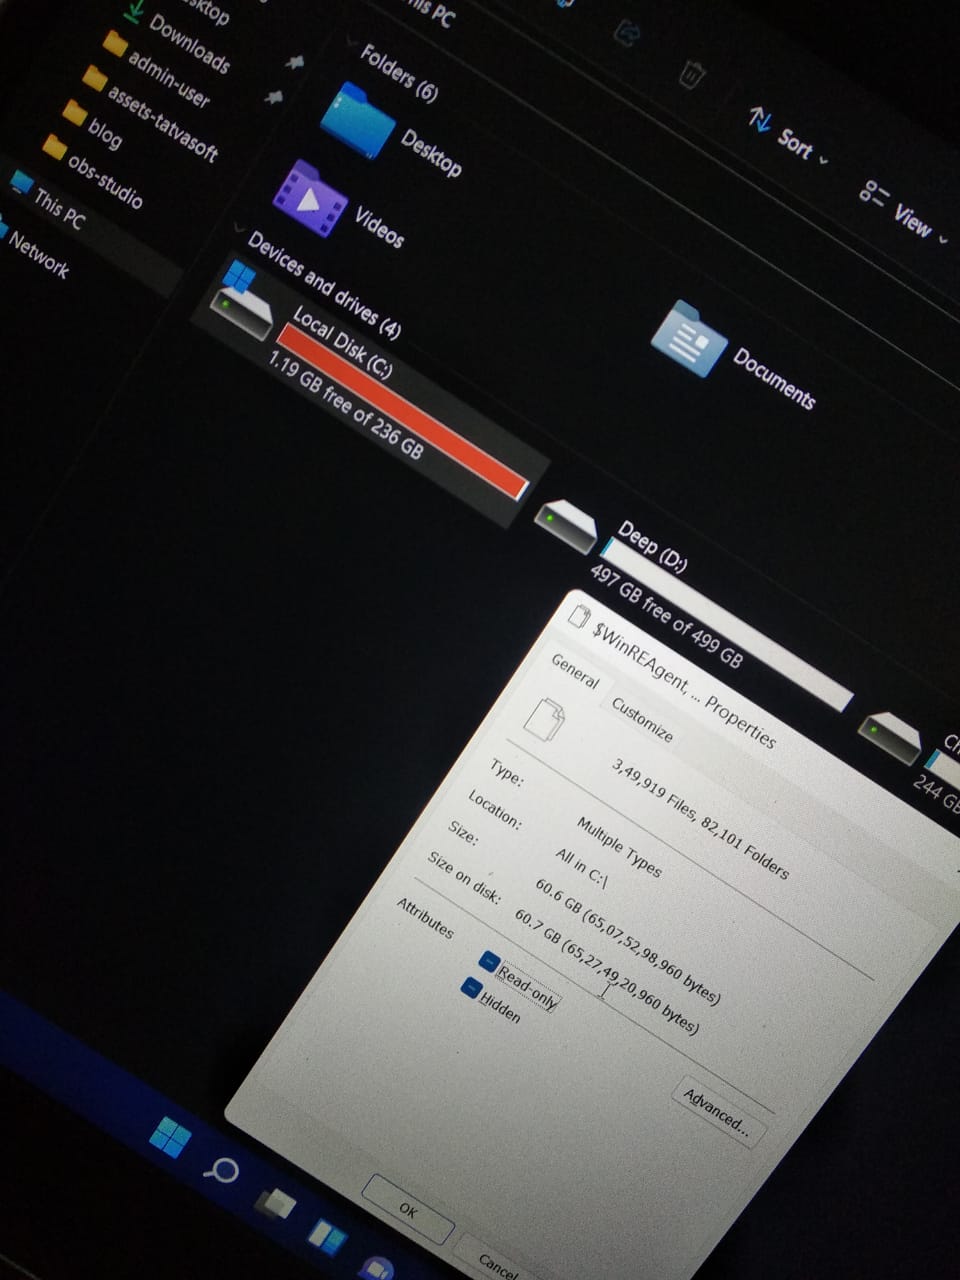 This PC
Sort
View
Desktop
Downloads
admin-user
assets-tatvasoft
blog
obs-studio
This PC
Network
Folders (6)
Desktop
Videos
Documents
Devices and drives (4)
Local Disk (C:)
1.19 GB free of 236 GB
Deep (D:)
497 GB free of 499 GB
244 GB
$WinREAgent, ... Properties
General
Customize
3,49,919 Files, 82,101 Folders
Type: Multiple Types
Location: All in C:\
Size: 60.6 GB (65,07,52,98,960 bytes)
Size on disk: 60.7 GB (65,27,49,20,960 bytes)
Attributes
Read-only
Hidden
Advanced...
OK
Cancel